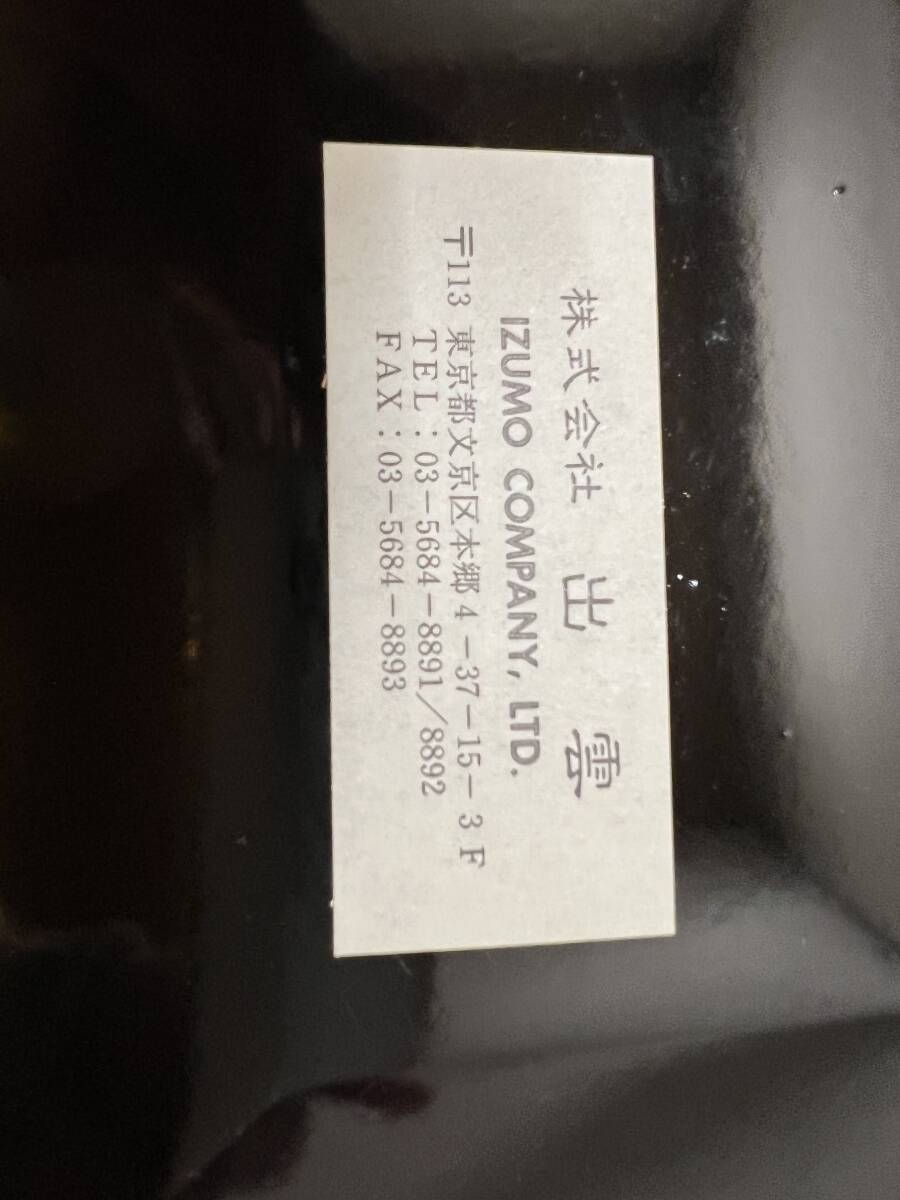 株式会社 出雲
IZUMO COMPANY, LTD.
〒113 東京都文京区本郷4-37-15-3F
TEL:03-5684-8891/8892
FAX:03-5684-8893